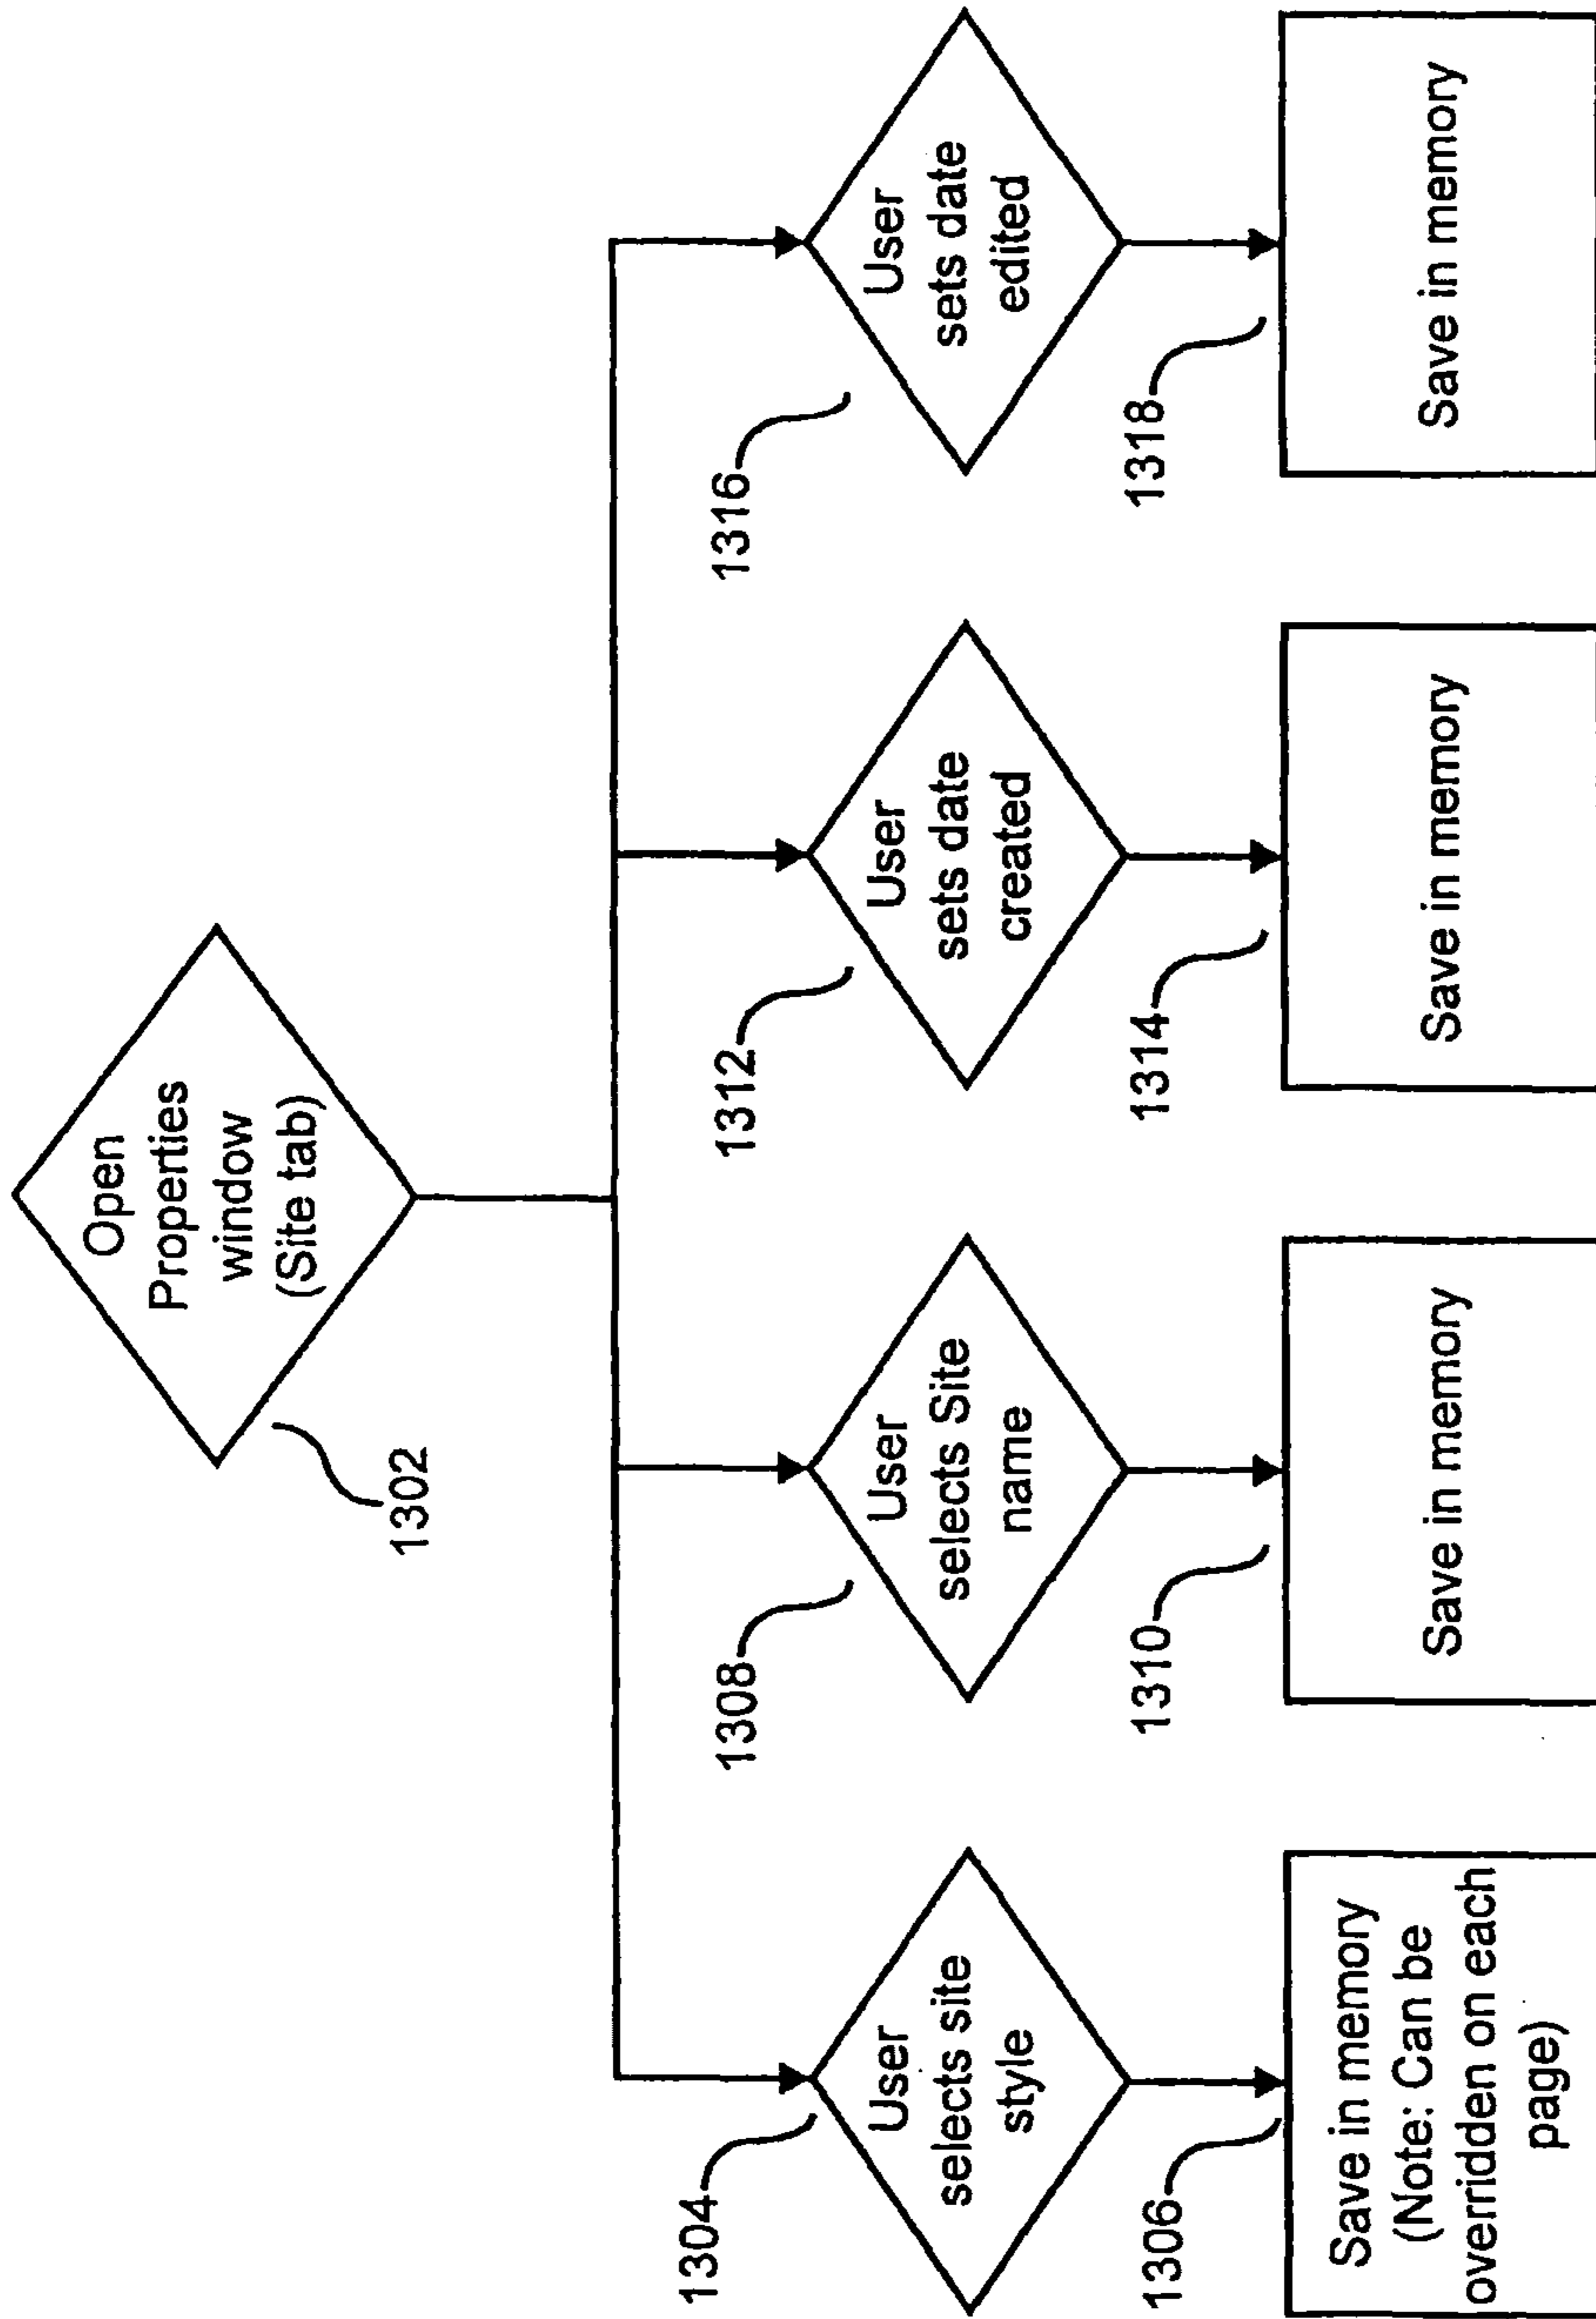 Open
Properties
window
(Site tab)
1302
1304
User
selects site
style
1308
User
selects Site
name
1312
User
sets date
created
1316
User
sets date
edited
1306
Save in memory
(Note: Can be
overridden on each
page)
1310
Save in memory
1314
Save in memory
1318
Save in memory